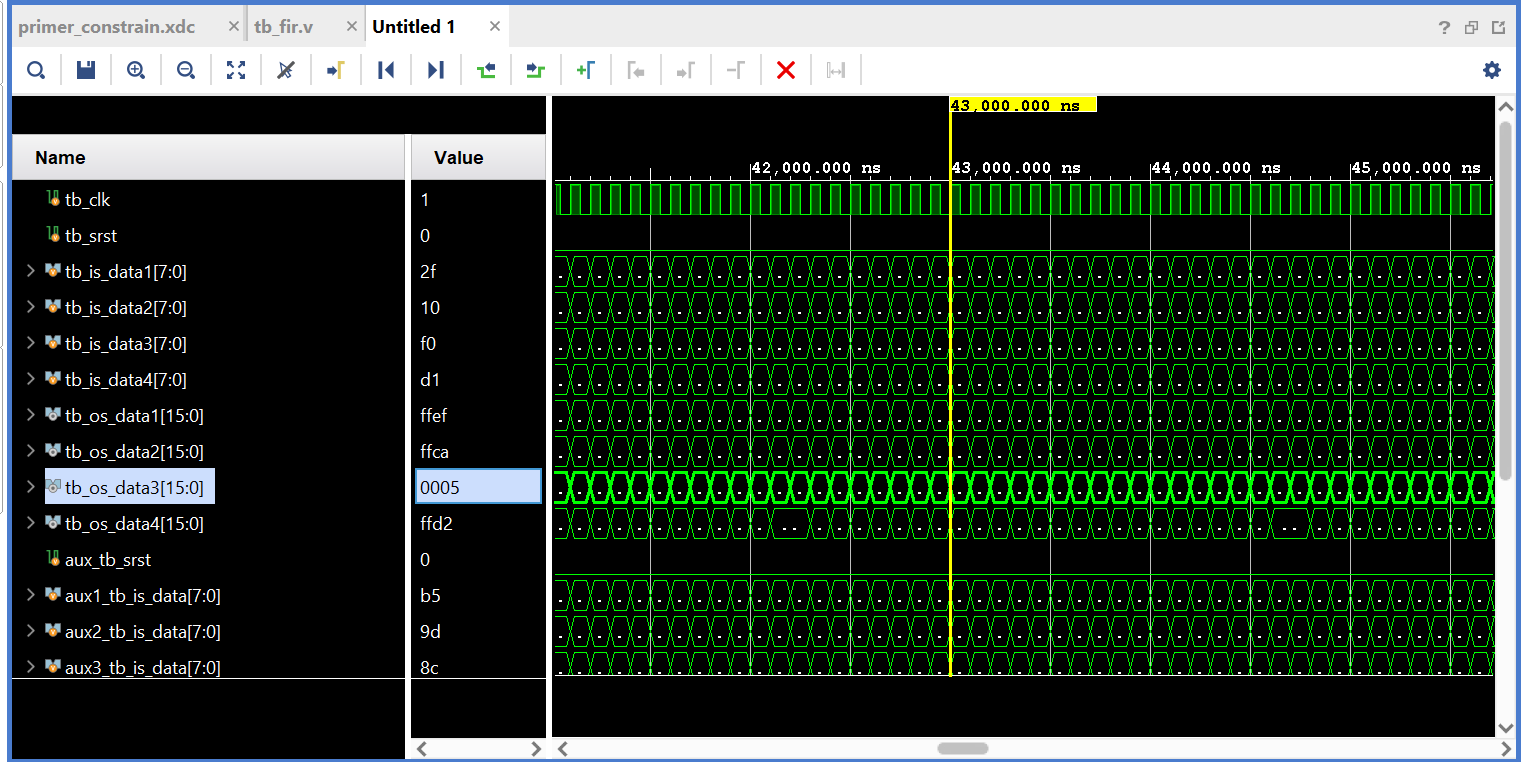 primer_constrain.xdc × tb_fir.v × Untitled 1 × ?
43,000.000 ns
Name Value
42,000.000 ns 43,000.000 ns 44,000.000 ns 45,000.000 ns
tb_clk 1
tb_srst 0
tb_is_data1[7:0] 2f
tb_is_data2[7:0] 10
tb_is_data3[7:0] f0
tb_is_data4[7:0] d1
tb_os_data1[15:0] ffef
tb_os_data2[15:0] ffca
tb_os_data3[15:0] 0005
tb_os_data4[15:0] ffd2
aux_tb_srst 0
aux1_tb_is_data[7:0] b5
aux2_tb_is_data[7:0] 9d
aux3_tb_is_data[7:0] 8c